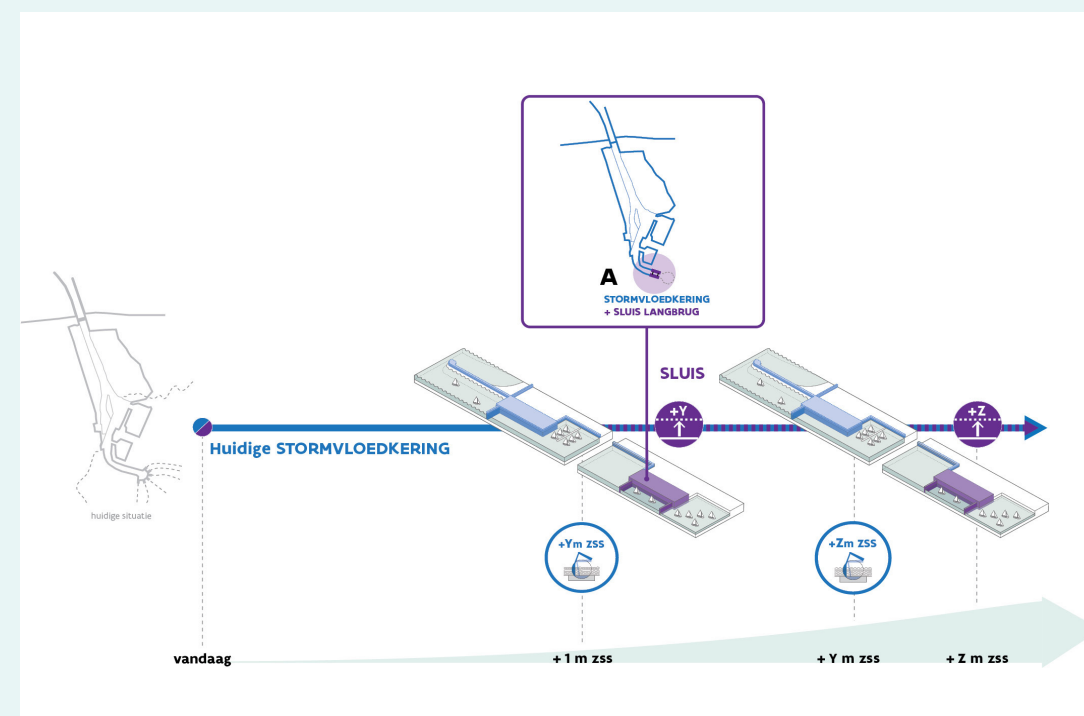 A
STORMVLOEDKERING
+ SLUIS LANGBRUG
SLUIS
+Y
+Z
Huidige STORMVLOEDKERING
huidige situatie
+Ym ZSS
+Zm ZSS
vandaag
+ 1 m zss
+ Y m zss
+ Z m zss